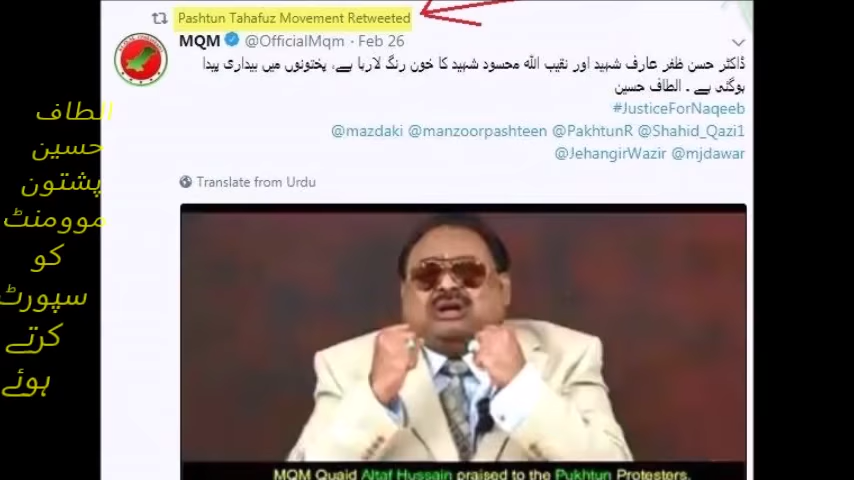 Pashtun Tahafuz Movement Retweeted
MQM @OfficialMqm · Feb 26
ڈاکٹر حسن ظفر عارف شہید اور نقیب اللہ محسود شہید کا خون رنگ لارہا ہے، پختونوں میں بیداری پیدا
ہوگئی ہے ۔ الطاف حسین
#JusticeForNaqeeb
@mazdaki @manzoorpashteen @PakhtunR @Shahid_Qazi1
@JehangirWazir @mjdawar
Translate from Urdu
MQM Quaid Altaf Hussain praised to the Pukhtun Protesters.
الطاف
حسین
پشتون
موومنٹ
کو
سپورٹ
کرتے
ہوئے